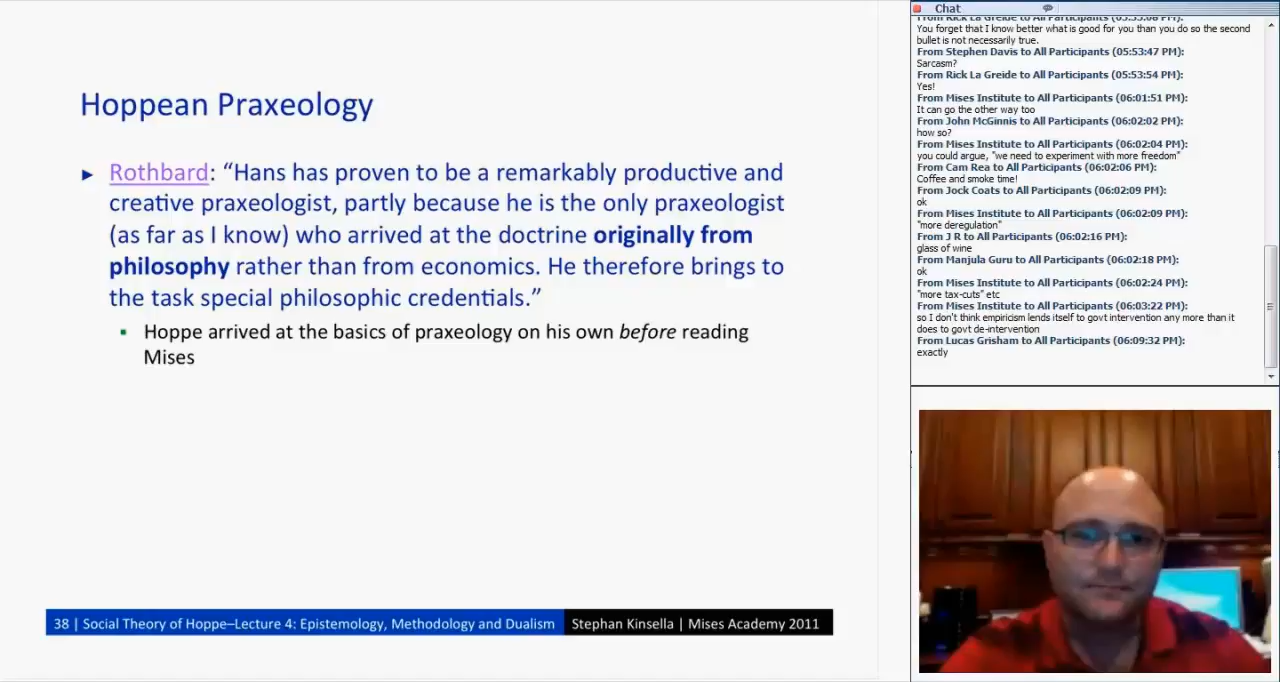 Hoppean Praxeology
► Rothbard: “Hans has proven to be a remarkably productive and
creative praxeologist, partly because he is the only praxeologist
(as far as I know) who arrived at the doctrine originally from
philosophy rather than from economics. He therefore brings to
the task special philosophic credentials.”
▪ Hoppe arrived at the basics of praxeology on his own before reading
Mises
38 | Social Theory of Hoppe–Lecture 4: Epistemology, Methodology and Dualism Stephan Kinsella | Mises Academy 2011
Chat
From Rick La Greide to All Participants (05:53:08 PM):
You forget that I know better what is good for you than you do so the second
bullet is not necessarily true.
From Stephen Davis to All Participants (05:53:47 PM):
Sarcasm?
From Rick La Greide to All Participants (05:53:54 PM):
Yes!
From Mises Institute to All Participants (06:01:51 PM):
It can go the other way too
From John McGinnis to All Participants (06:02:02 PM):
how so?
From Mises Institute to All Participants (06:02:04 PM):
you could argue, "we need to experiment with more freedom"
From Cam Rea to All Participants (06:02:06 PM):
Coffee and smoke time!
From Jock Coats to All Participants (06:02:09 PM):
ok
From Mises Institute to All Participants (06:02:09 PM):
"more deregulation"
From J R to All Participants (06:02:16 PM):
glass of wine
From Manjula Guru to All Participants (06:02:18 PM):
ok
From Mises Institute to All Participants (06:02:24 PM):
"more tax-cuts" etc
From Mises Institute to All Participants (06:03:22 PM):
so I don't think empiricism lends itself to govt intervention any more than it
does to govt de-intervention
From Lucas Grisham to All Participants (06:09:32 PM):
exactly